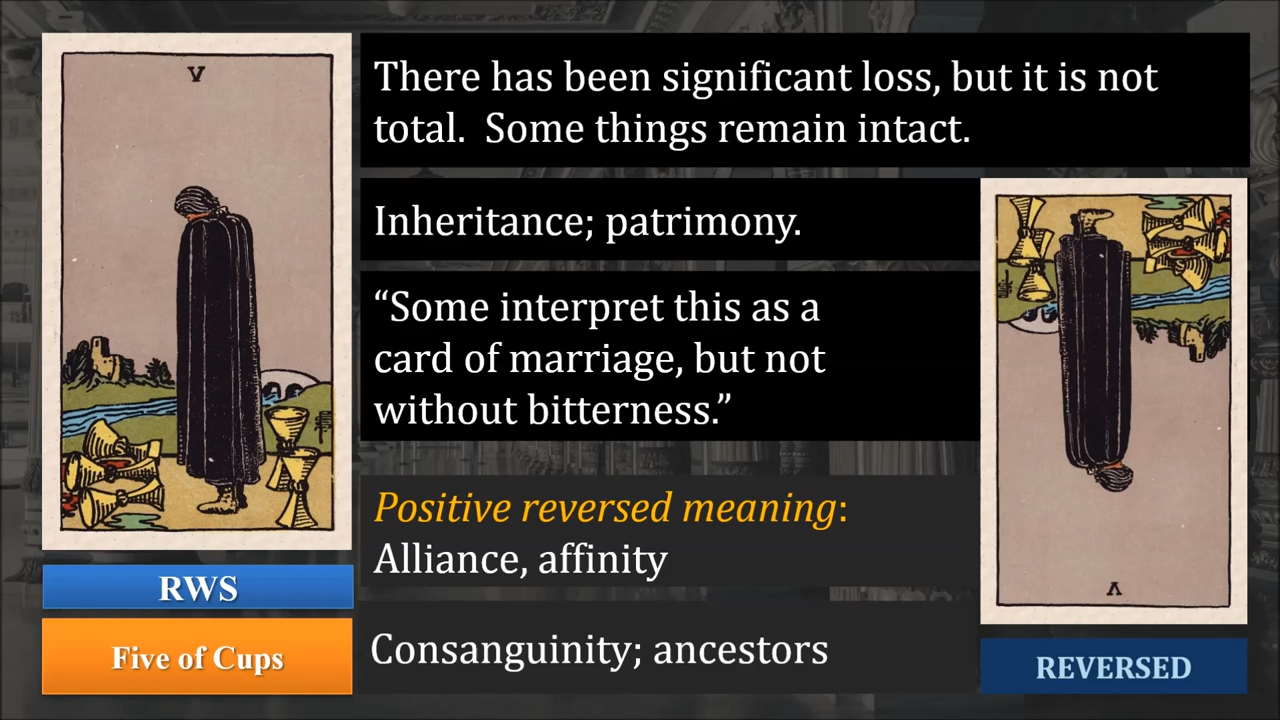 V
There has been significant loss, but it is not
total.  Some things remain intact.
Inheritance; patrimony.
“Some interpret this as a
card of marriage, but not
without bitterness.”
Positive reversed meaning:
Alliance, affinity
Consanguinity; ancestors
RWS
Five of Cups
V
REVERSED